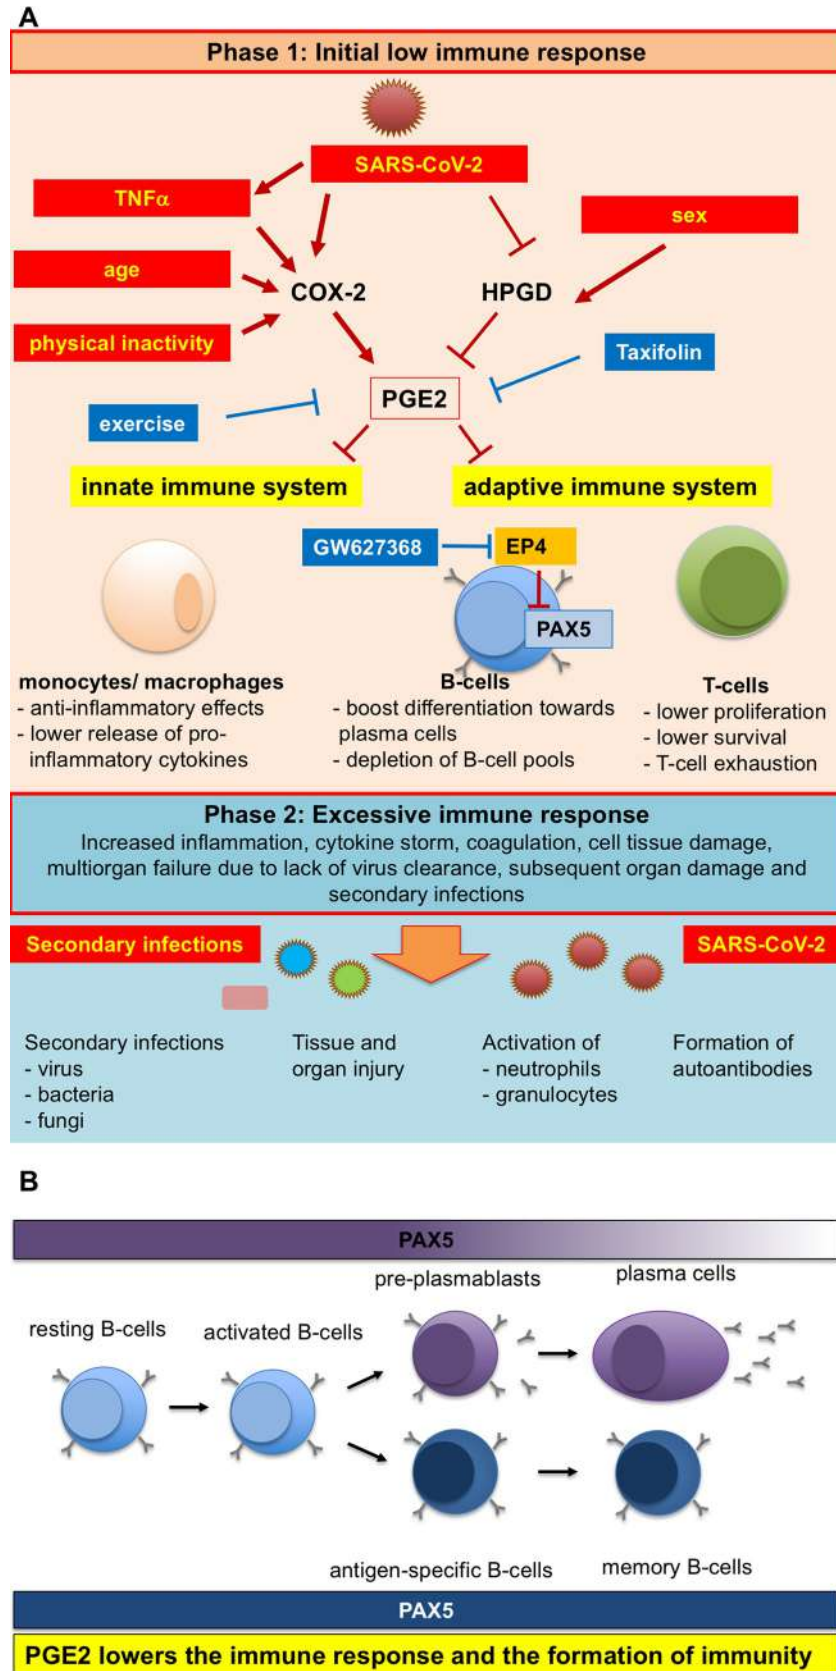 A
Phase 1: Initial low immune response
SARS-CoV-2
TNFα
sex
age
COX-2
HPGD
physical inactivity
Taxifolin
PGE2
exercise
innate immune system
adaptive immune system
GW627368
EP4
PAX5
monocytes/ macrophages
- anti-inflammatory effects
- lower release of pro-
inflammatory cytokines
B-cells
- boost differentiation towards
plasma cells
- depletion of B-cell pools
T-cells
- lower proliferation
- lower survival
- T-cell exhaustion
Phase 2: Excessive immune response
Increased inflammation, cytokine storm, coagulation, cell tissue damage,
multiorgan failure due to lack of virus clearance, subsequent organ damage and
secondary infections
Secondary infections
SARS-CoV-2
Secondary infections
- virus
- bacteria
- fungi
Tissue and
organ injury
Activation of
- neutrophils
- granulocytes
Formation of
autoantibodies
B
PAX5
pre-plasmablasts
plasma cells
resting B-cells
activated B-cells
antigen-specific B-cells
memory B-cells
PAX5
PGE2 lowers the immune response and the formation of immunity